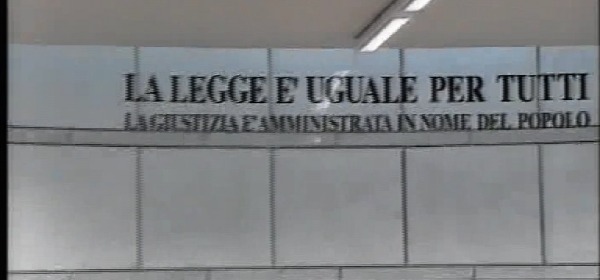 LA LEGGE E' UGUALE PER TUTTI
LA GIUSTIZIA E' AMMINISTRATA IN NOME DEL POPOLO